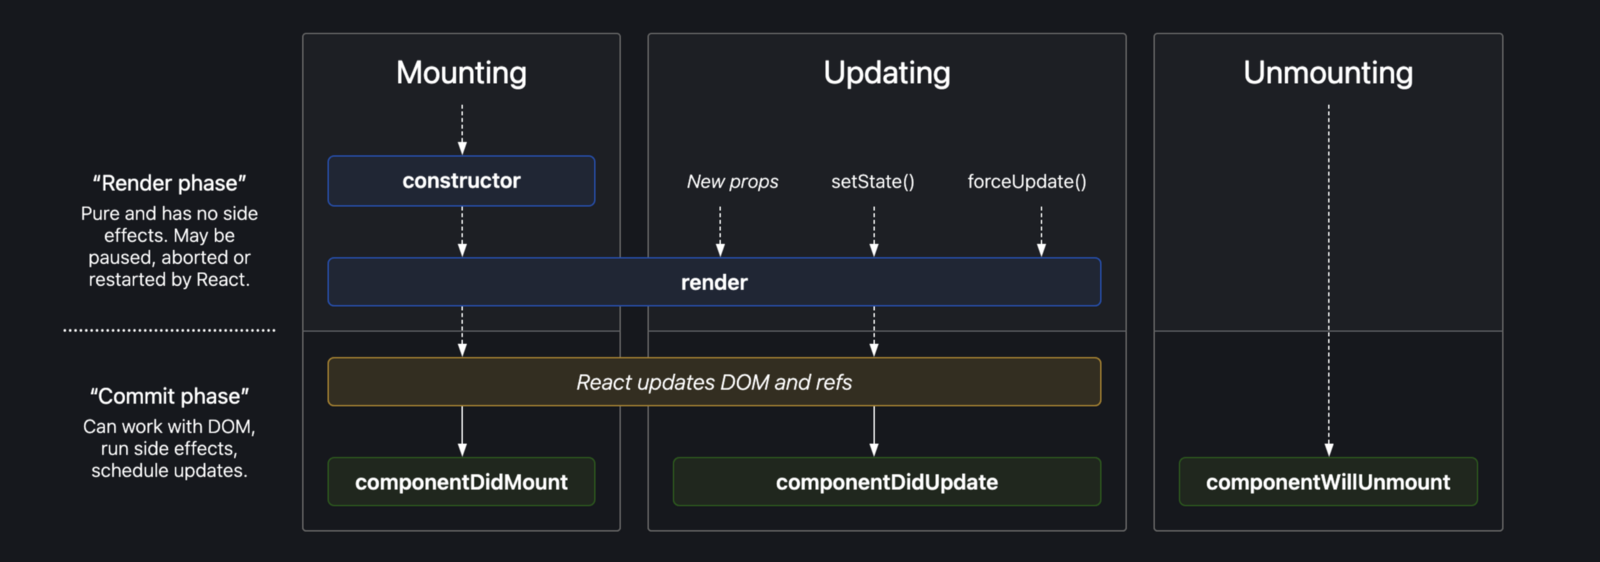 Mounting
Updating
Unmounting
“Render phase”
Pure and has no side
effects. May be
paused, aborted or
restarted by React.
constructor
New props
setState()
forceUpdate()
render
“Commit phase”
Can work with DOM,
run side effects,
schedule updates.
React updates DOM and refs
componentDidMount
componentDidUpdate
componentWillUnmount